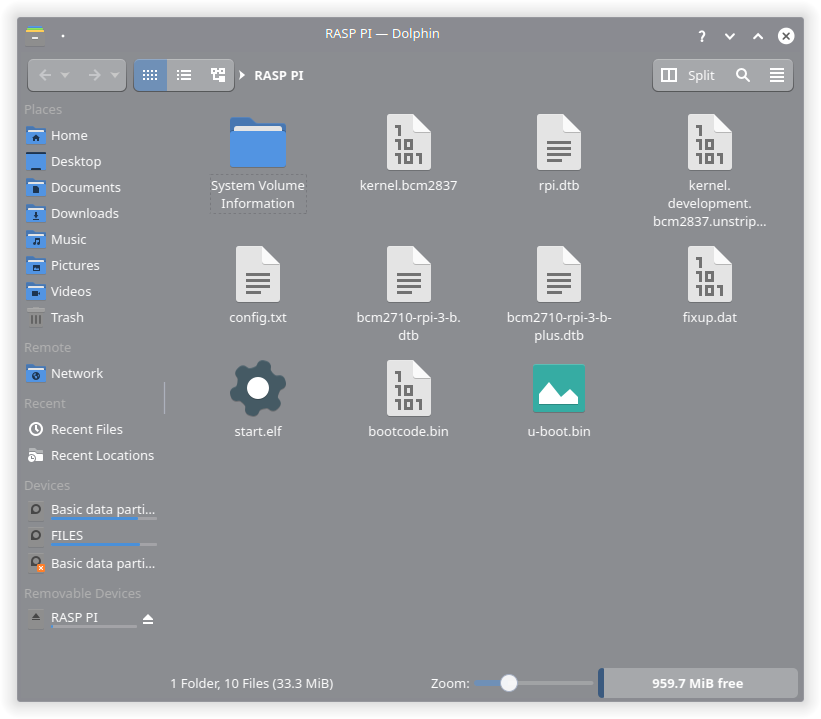 RASP PI — Dolphin
RASP PI
Split
Places
Home
Desktop
Documents
Downloads
Music
Pictures
Videos
Trash
Remote
Network
Recent
Recent Files
Recent Locations
Devices
Basic data parti...
FILES
Basic data parti...
Removable Devices
RASP PI
System Volume
Information
kernel.bcm2837
rpi.dtb
kernel.
development.
bcm2837.unstrip...
config.txt
bcm2710-rpi-3-b.
dtb
bcm2710-rpi-3-b-
plus.dtb
fixup.dat
start.elf
bootcode.bin
u-boot.bin
1 Folder, 10 Files (33.3 MiB)
Zoom:
959.7 MiB free